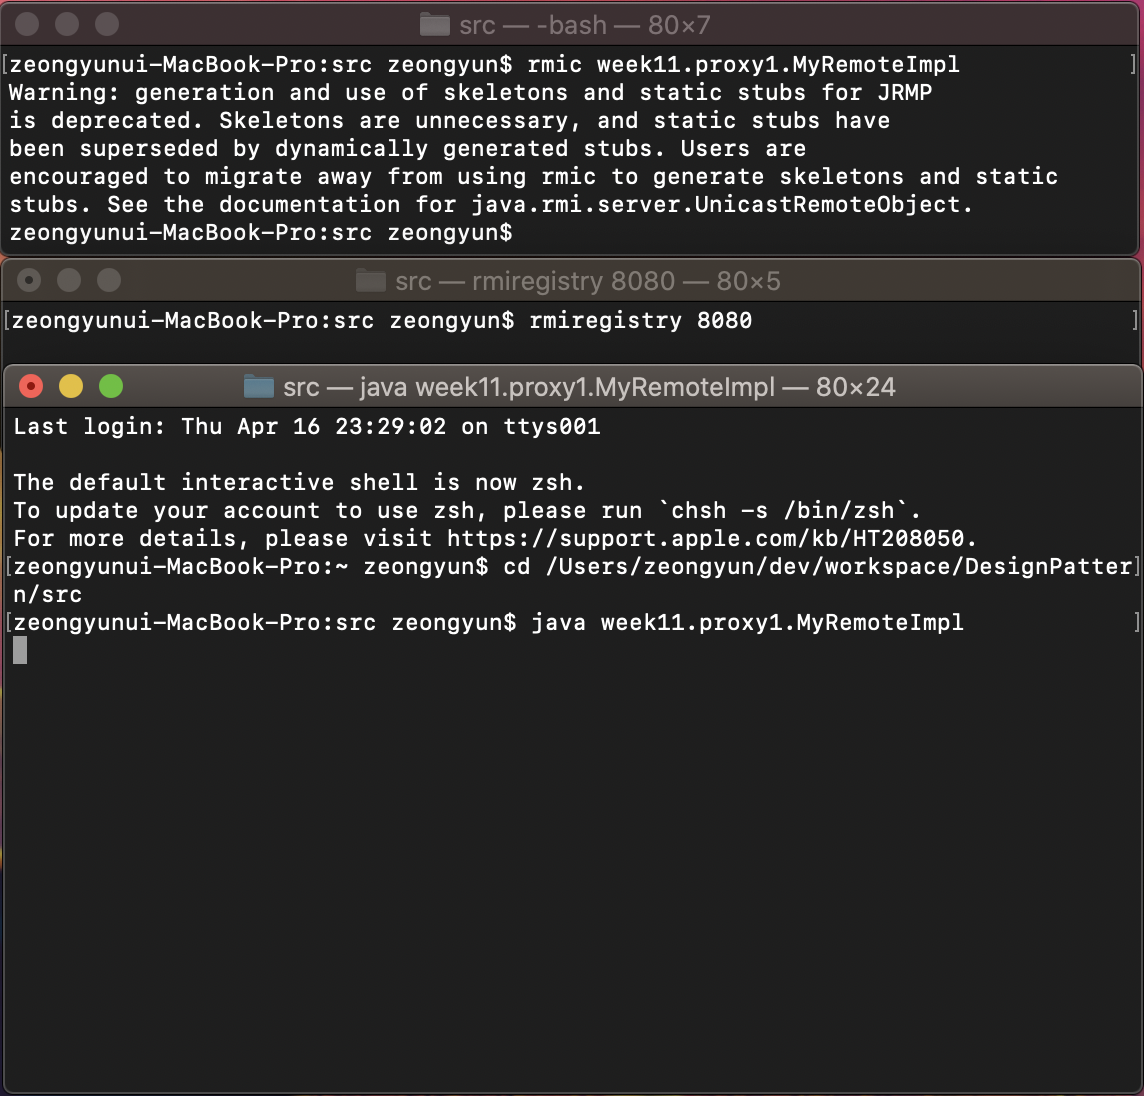 src — -bash — 80×7
[zeongyunui-MacBook-Pro:src zeongyun$ rmic week11.proxy1.MyRemoteImpl ]
Warning: generation and use of skeletons and static stubs for JRMP
is deprecated. Skeletons are unnecessary, and static stubs have
been superseded by dynamically generated stubs. Users are
encouraged to migrate away from using rmic to generate skeletons and static
stubs. See the documentation for java.rmi.server.UnicastRemoteObject.
zeongyunui-MacBook-Pro:src zeongyun$
src — rmiregistry 8080 — 80×5
[zeongyunui-MacBook-Pro:src zeongyun$ rmiregistry 8080 ]
src — java week11.proxy1.MyRemoteImpl — 80×24
Last login: Thu Apr 16 23:29:02 on ttys001
The default interactive shell is now zsh.
To update your account to use zsh, please run `chsh -s /bin/zsh`.
For more details, please visit https://support.apple.com/kb/HT208050.
[zeongyunui-MacBook-Pro:~ zeongyun$ cd /Users/zeongyun/dev/workspace/DesignPatter]
n/src
[zeongyunui-MacBook-Pro:src zeongyun$ java week11.proxy1.MyRemoteImpl ]